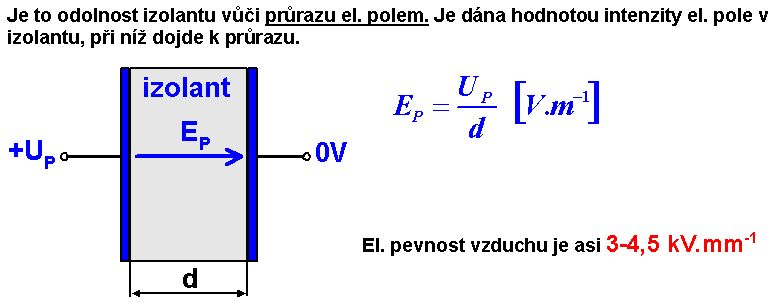 Je to odolnost izolantu vůči průrazu el. polem. Je dána hodnotou intenzity el. pole v
izolantu, při níž dojde k průrazu.
izolant
E_P
+U_P
0V
d
E_P = U_P / d [V.m⁻¹]
El. pevnost vzduchu je asi 3-4,5 kV.mm⁻¹